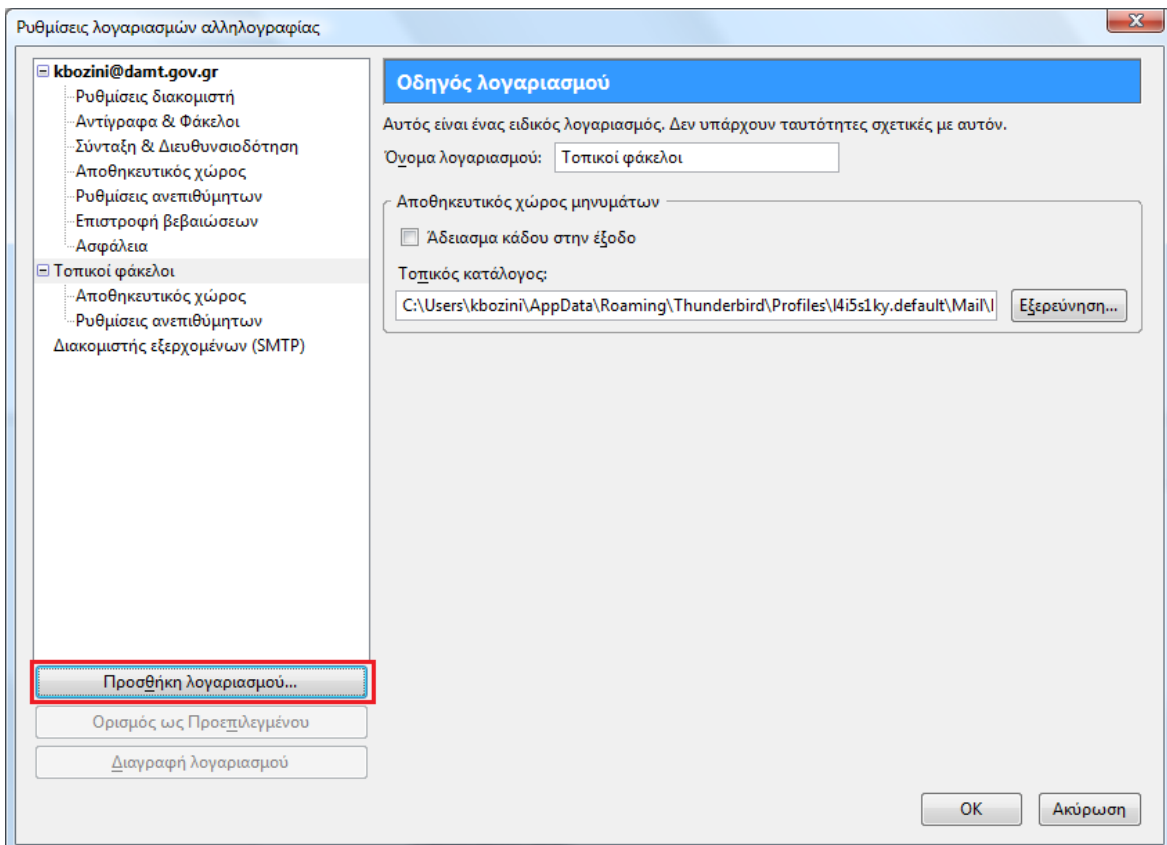 Ρυθμίσεις λογαριασμών αλληλογραφίας
kbozini@damt.gov.gr
Ρυθμίσεις διακομιστή
Αντίγραφα & Φάκελοι
Σύνταξη & Διευθυνσιοδότηση
Αποθηκευτικός χώρος
Ρυθμίσεις ανεπιθύμητων
Επιστροφή βεβαιώσεων
Ασφάλεια
Τοπικοί φάκελοι
Αποθηκευτικός χώρος
Ρυθμίσεις ανεπιθύμητων
Διακομιστής εξερχομένων (SMTP)
Προσθήκη λογαριασμού...
Ορισμός ως Προεπιλεγμένου
Διαγραφή λογαριασμού
Οδηγός λογαριασμού
Αυτός είναι ένας ειδικός λογαριασμός. Δεν υπάρχουν ταυτότητες σχετικές με αυτόν.
Όνομα λογαριασμού: Τοπικοί φάκελοι
Αποθηκευτικός χώρος μηνυμάτων
Άδειασμα κάδου στην έξοδο
Τοπικός κατάλογος:
C:\Users\kbozini\AppData\Roaming\Thunderbird\Profiles\l4i5s1ky.default\Mail\l Εξερεύνηση...
OK Ακύρωση